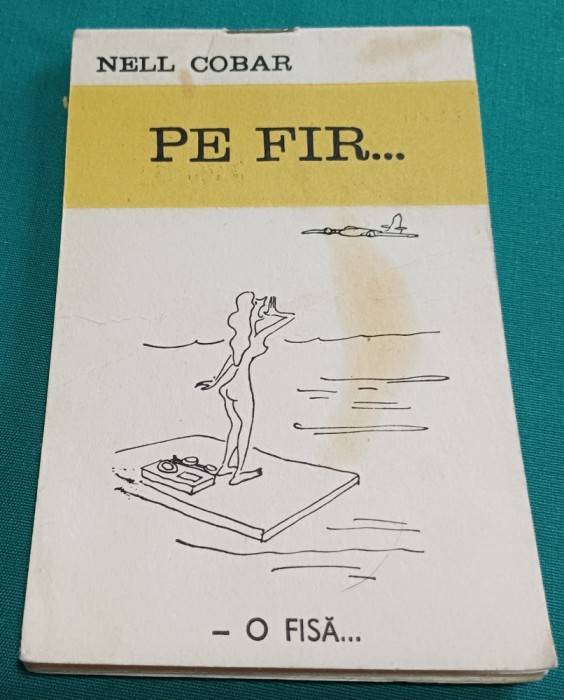 NELL COBAR
PE FIR...
– O FISĂ...